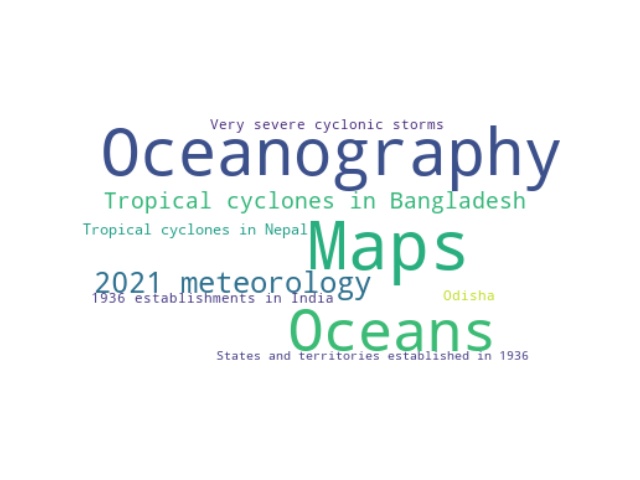 Very severe cyclonic storms
Oceanography
Tropical cyclones in Bangladesh
Tropical cyclones in Nepal
Maps
2021 meteorology
1936 establishments in India
Odisha
Oceans
States and territories established in 1936